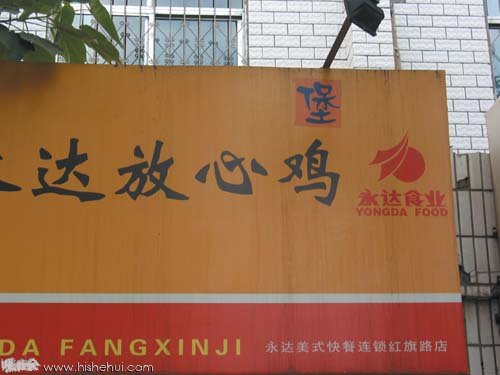 堡
达放心鸡
永达食业
YONGDA FOOD
DA FANGXINJI
永达美式快餐连锁红旗路店
www.hishehui.com